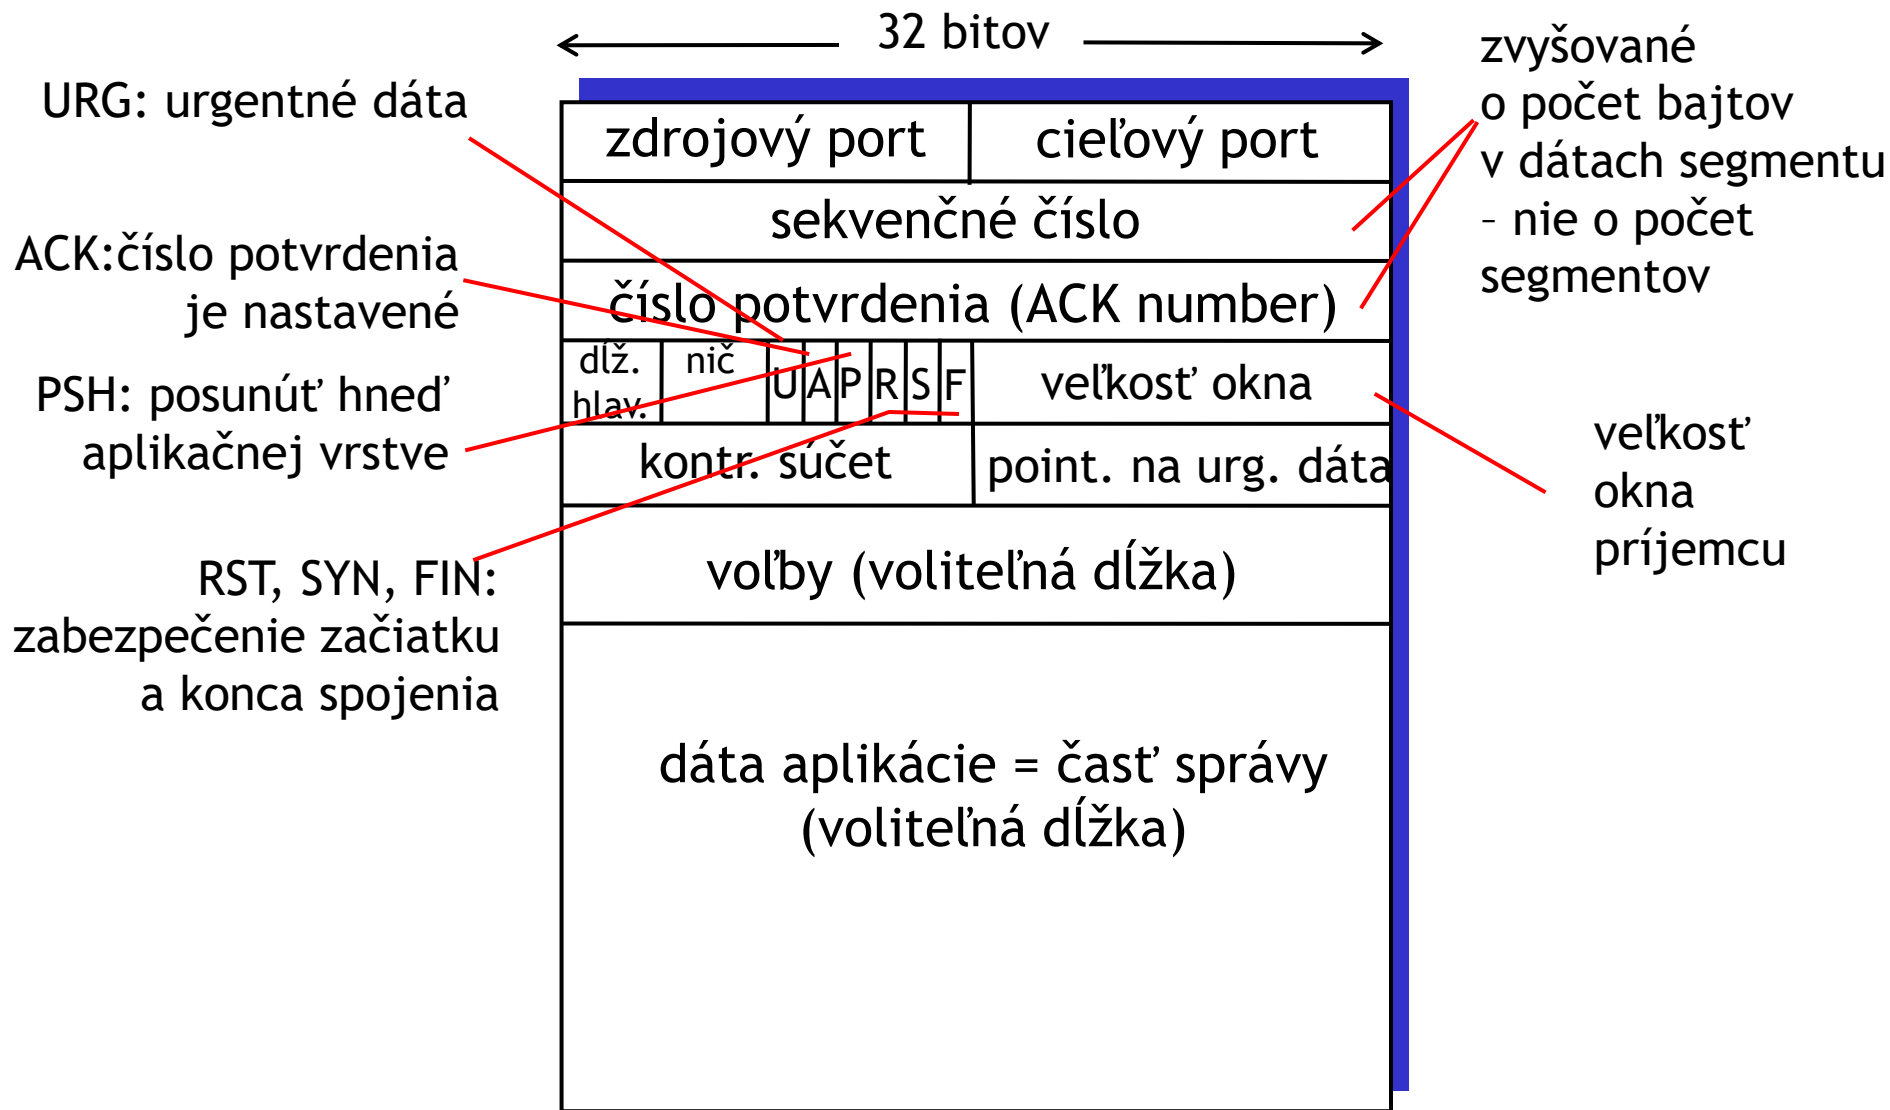 32 bitov
URG: urgentné dáta
ACK:číslo potvrdenia
je nastavené
PSH: posunúť hneď
aplikačnej vrstve
RST, SYN, FIN:
zabezpečenie začiatku
a konca spojenia
zdrojový port
cieľový port
sekvenčné číslo
číslo potvrdenia (ACK number)
dĺž.
hlav.
nič
U A P R S F
veľkosť okna
kontr. súčet
point. na urg. dáta
voľby (voliteľná dĺžka)
dáta aplikácie = časť správy
(voliteľná dĺžka)
zvyšované
o počet bajtov
v dátach segmentu
– nie o počet
segmentov
veľkosť
okna
príjemcu